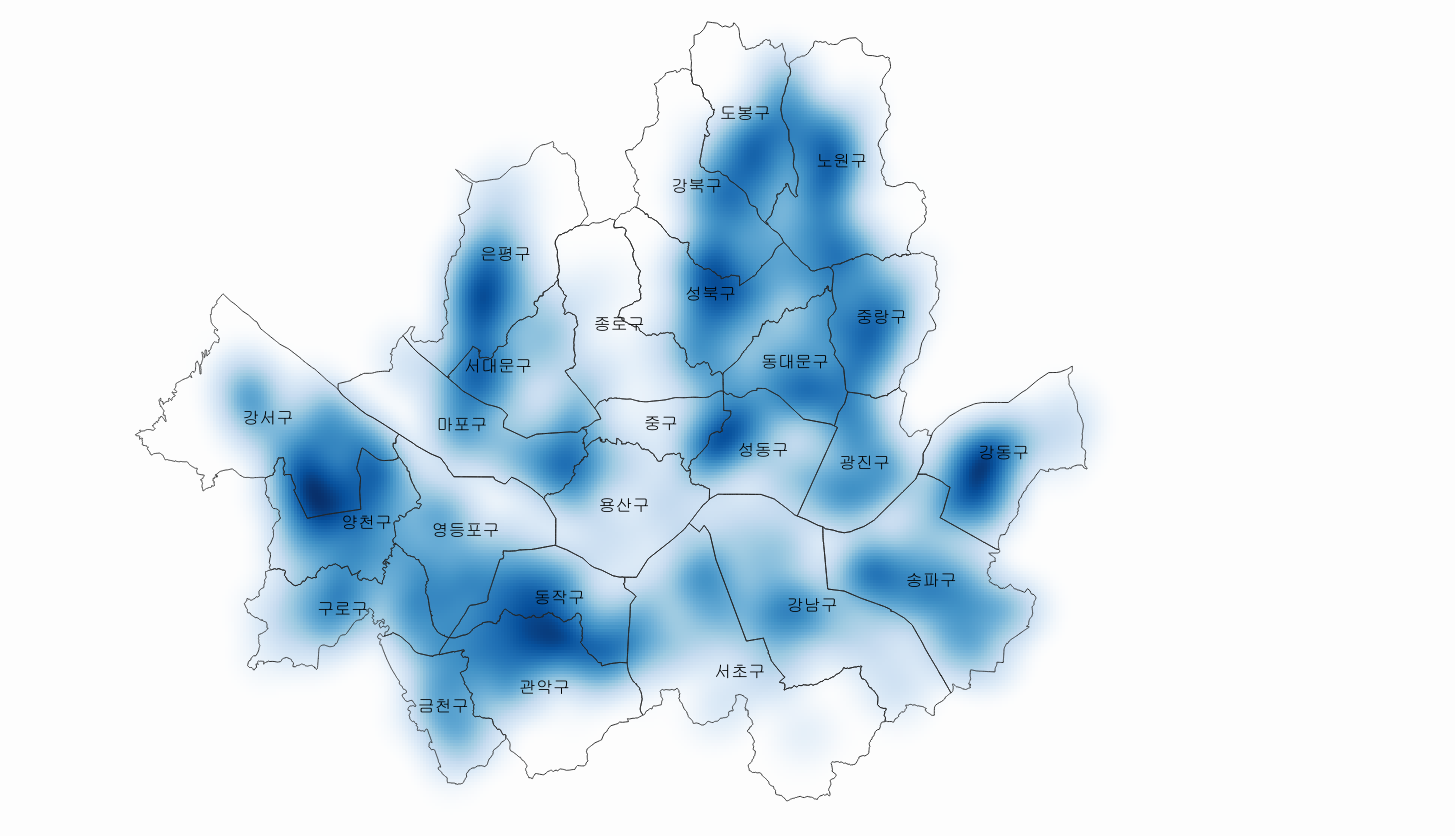 도봉구
노원구
강북구
은평구
성북구
중랑구
종로구
동대문구
서대문구
강서구
마포구
중구
성동구
강동구
광진구
용산구
양천구
영등포구
송파구
동작구
강남구
구로구
서초구
관악구
금천구